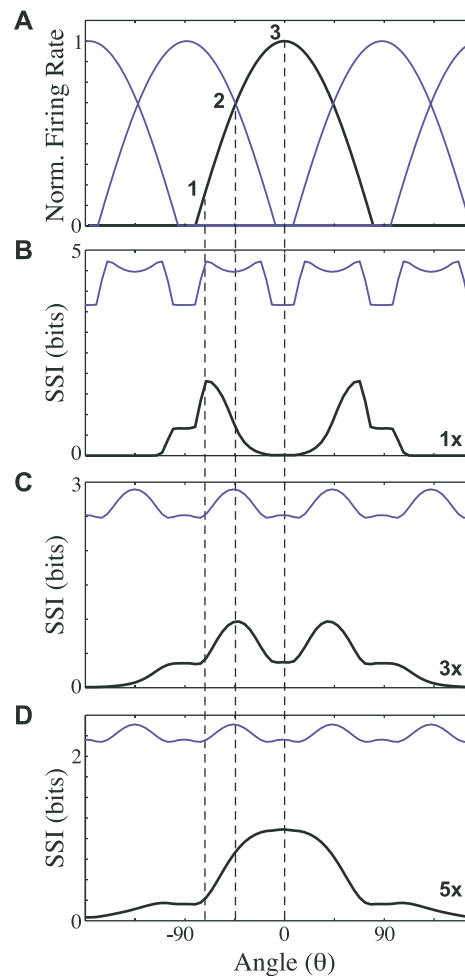 A
Norm. Firing Rate
1
0
1
2
3
B
SSI (bits)
5
0
1x
C
SSI (bits)
3
0
3x
D
SSI (bits)
2
0
5x
-90 0 90
Angle (θ)